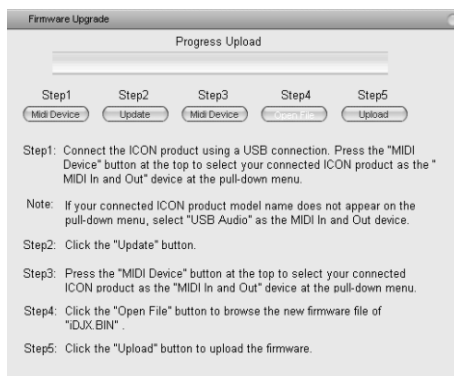 Firmware Upgrade
Progress Upload
Step1 Step2 Step3 Step4 Step5
Midi Device Update Midi Device Open File Upload
Step1: Connect the ICON product using a USB connection. Press the "MIDI
Device" button at the top to select your connected ICON product as the "
MIDI In and Out" device at the pull-down menu.
Note: If your connected ICON product model name does not appear on the
pull-down menu, select "USB Audio" as the MIDI In and Out device.
Step2: Click the "Update" button.
Step3: Press the "MIDI Device" button at the top to select your connected
ICON product as the "MIDI In and Out" device at the pull-down menu.
Step4: Click the "Open File" button to browse the new firmware file of
"iDJX.BIN" .
Step5: Click the "Upload" button to upload the firmware.